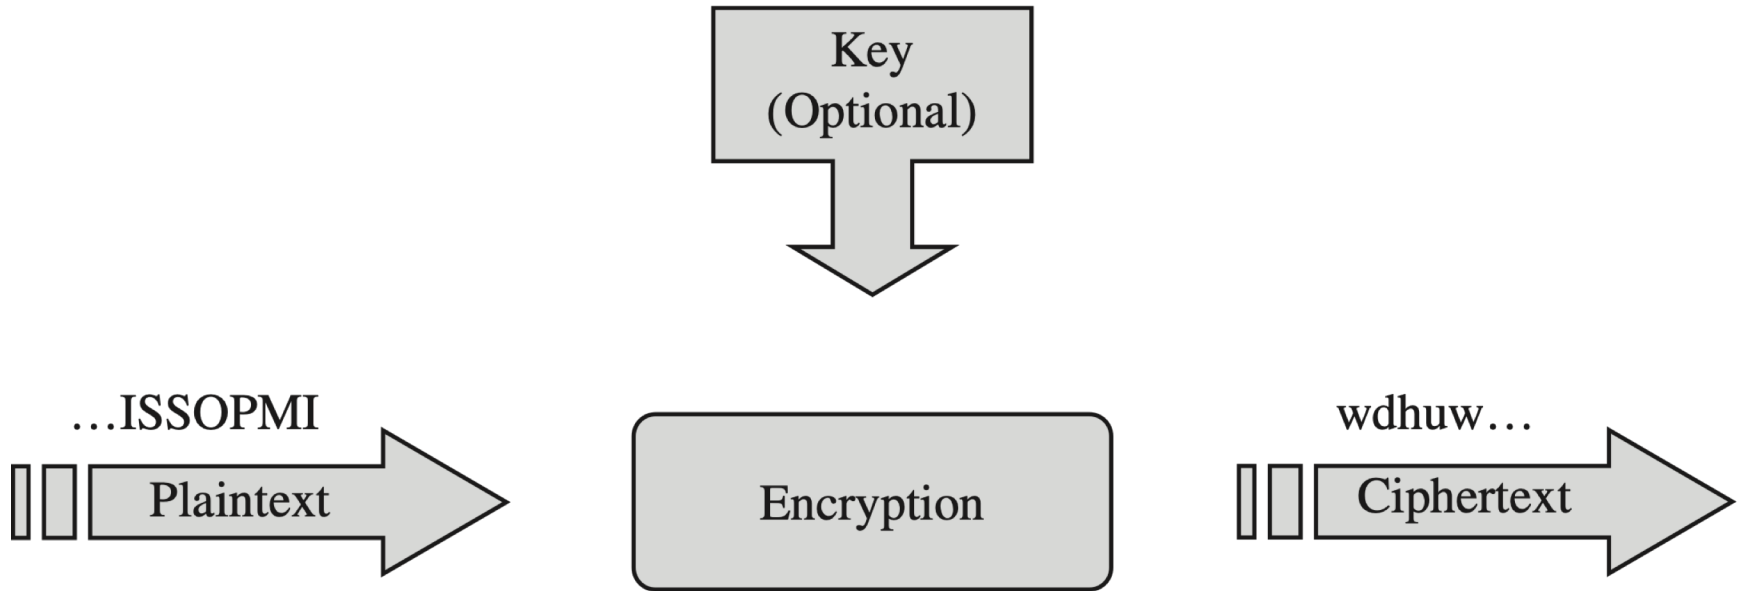 Key
(Optional)
…ISSOPMI
wdhuw…
Plaintext
Encryption
Ciphertext